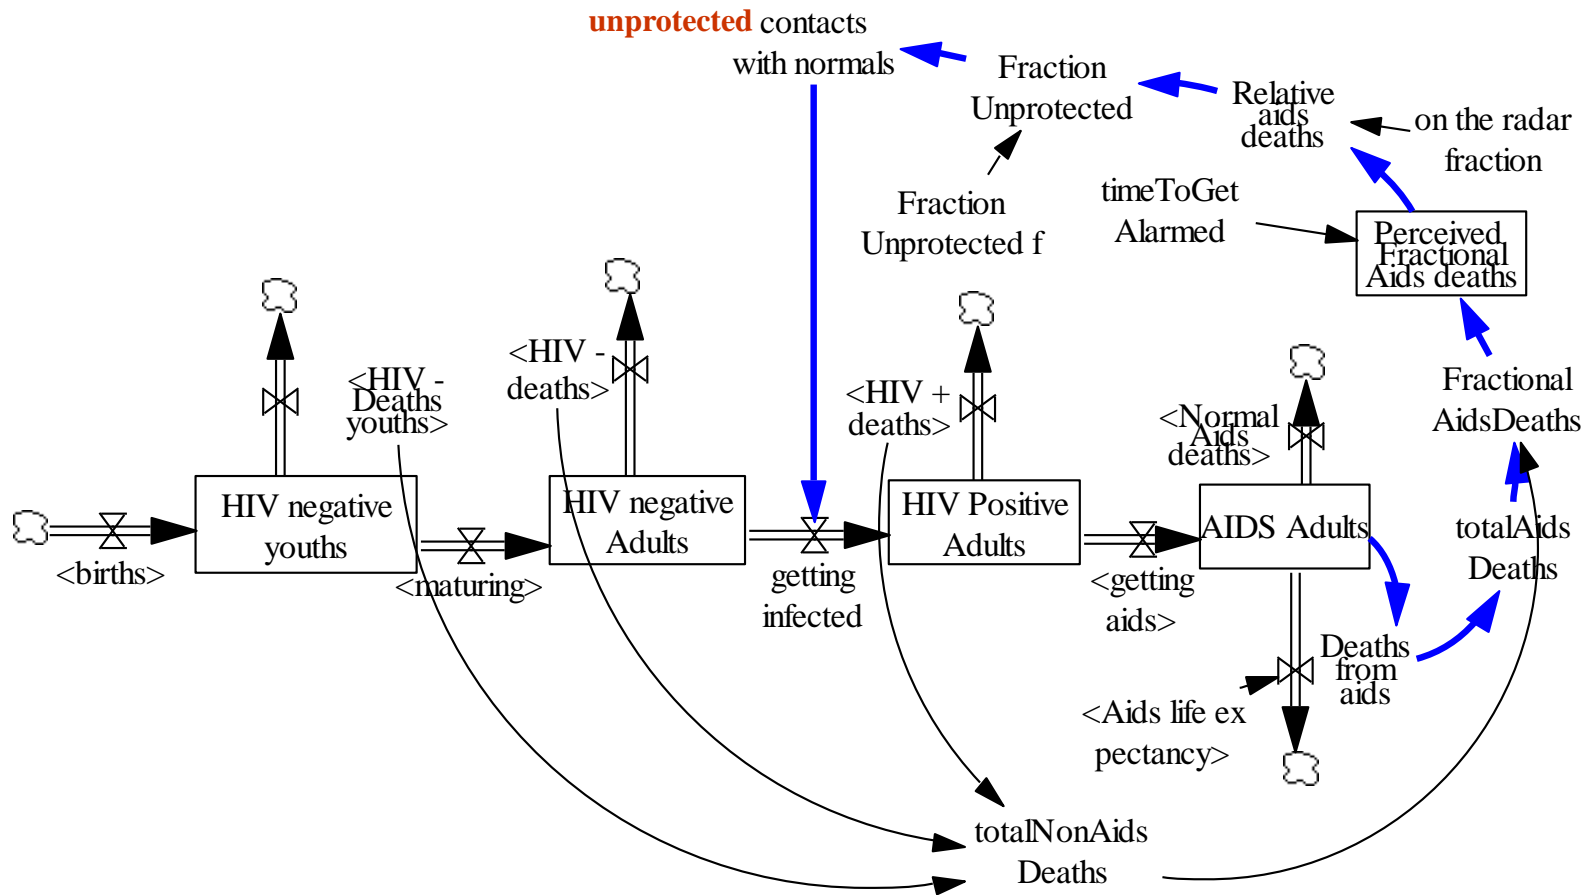 unprotected contacts
with normals
Fraction
Unprotected
Relative
aids
deaths
on the radar
fraction
Fraction
Unprotected f
timeToGet
Alarmed
Perceived
Fractional
Aids deaths
<HIV -
Deaths
youths>
<HIV -
deaths>
<HIV +
deaths>
<Normal
Aids
deaths>
Fractional
AidsDeaths
HIV negative
youths
HIV negative
Adults
HIV Positive
Adults
AIDS Adults
totalAids
Deaths
<births>
<maturing>
getting
infected
<getting
aids>
Deaths
from
aids
<Aids life ex
pectancy>
totalNonAids
Deaths